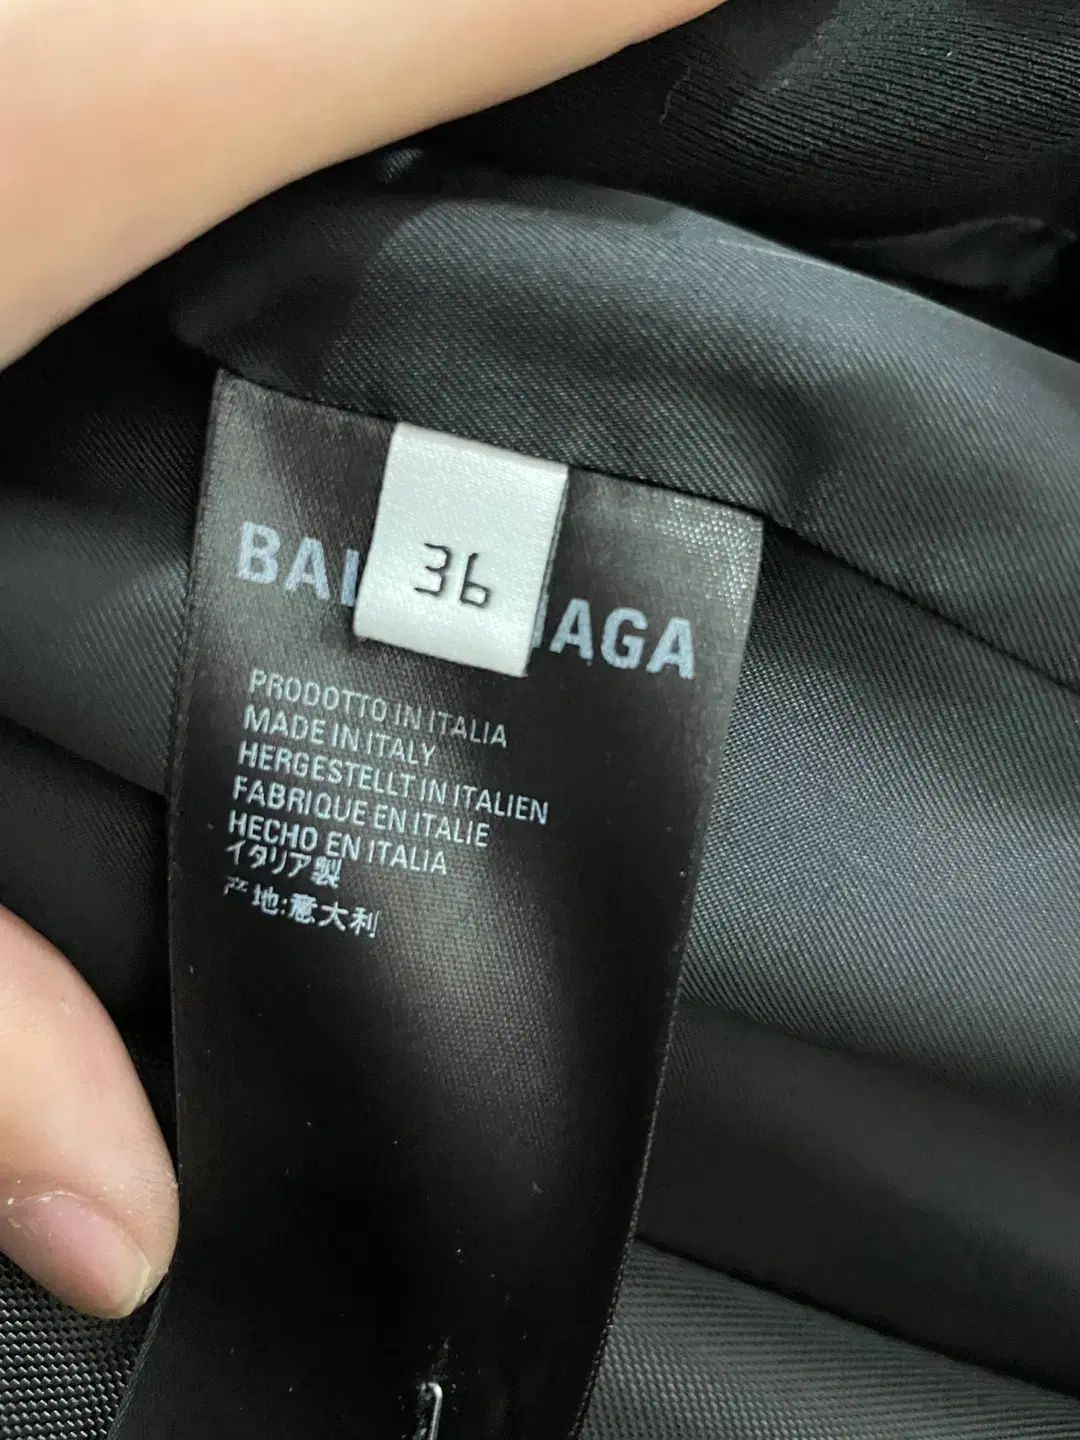 36
BAL NAGA
PRODOTTO IN ITALIA
MADE IN ITALY
HERGESTELLT IN ITALIEN
FABRIQUE EN ITALIE
HECHO EN ITALIA
イタリア製
产地:意大利